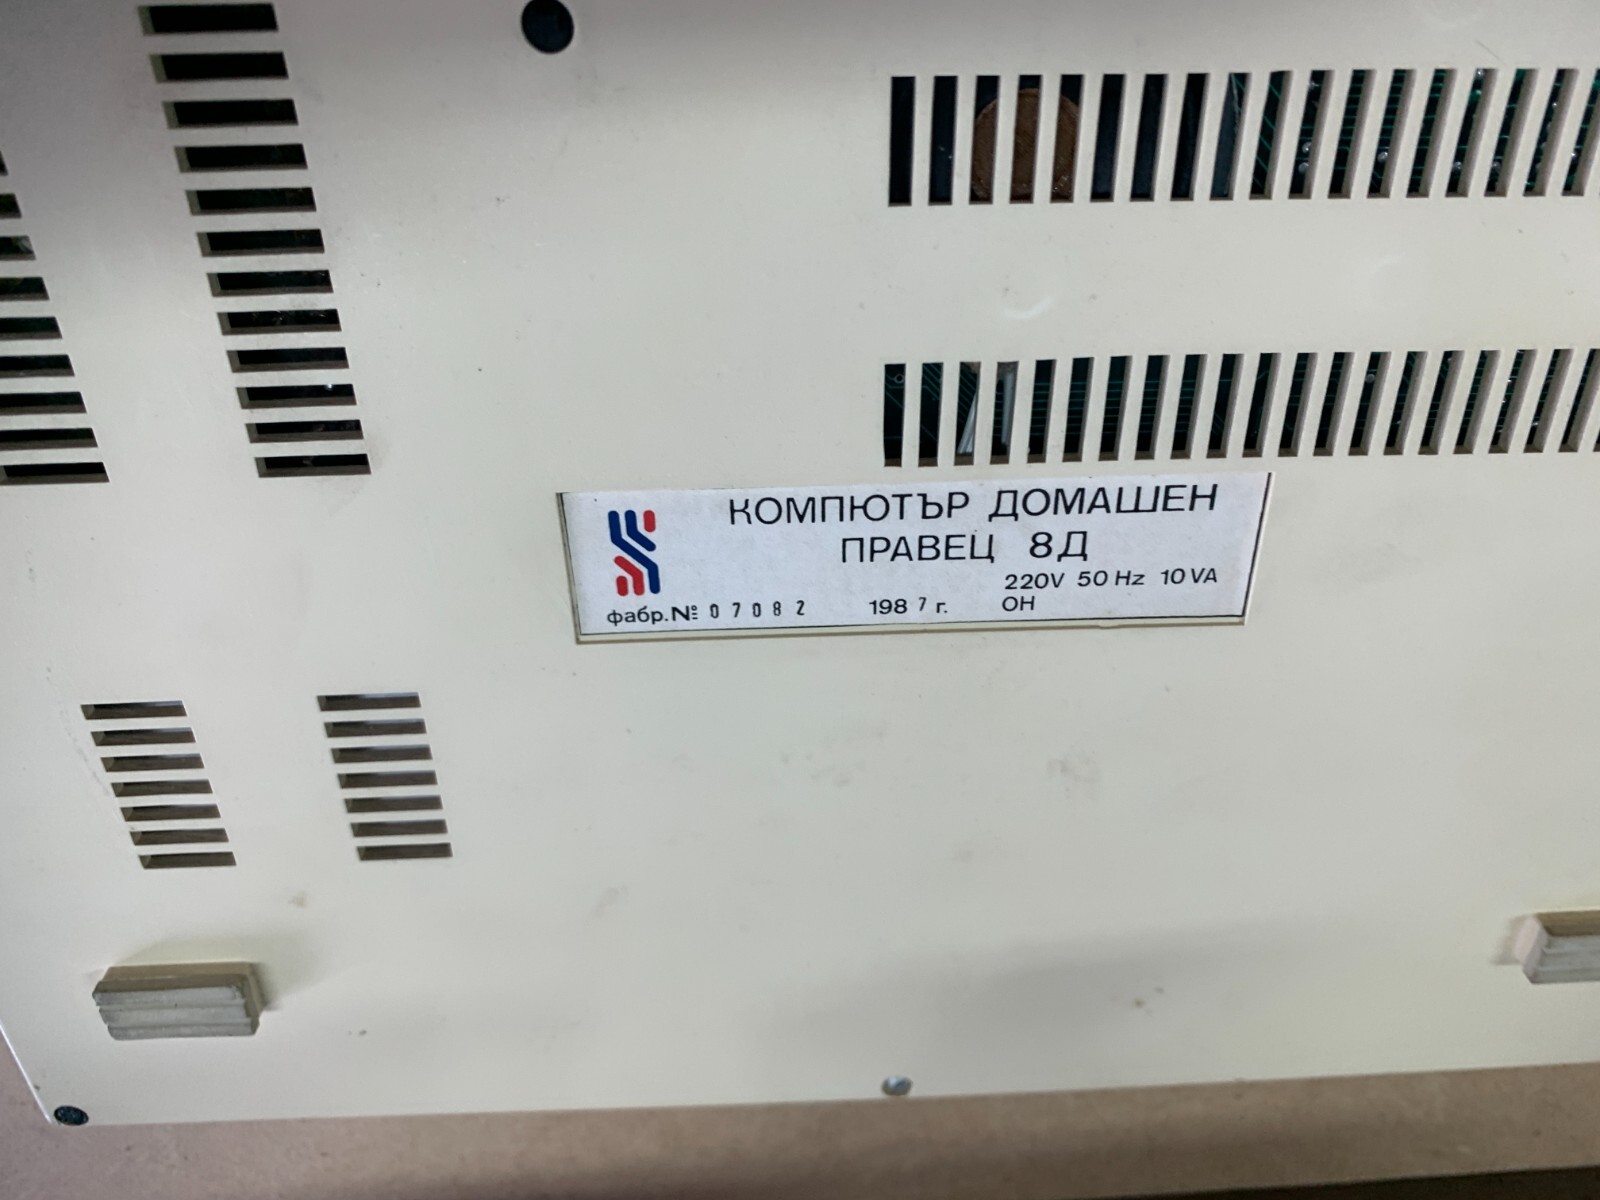 КОМПЮТЪР ДОМАШЕН
ПРАВЕЦ 8Д
220V 50 Hz 10 VA
фабр.№ 07082 1987 г. ОН